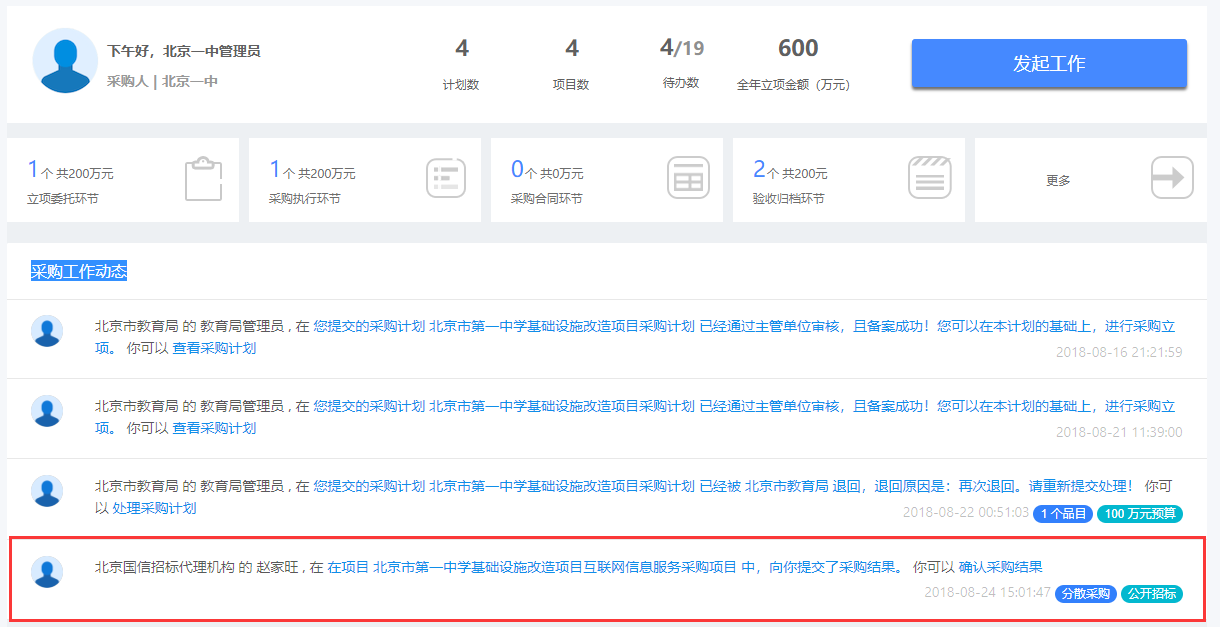 下午好，北京一中管理员
采购人 | 北京一中
4
计划数
4
项目数
4/19
待办数
600
全年立项金额（万元）
发起工作
1个 共200万元
立项委托环节
1个 共200万元
采购执行环节
0个 共0万元
采购合同环节
2个 共200元
验收归档环节
更多
采购工作动态
北京市教育局 的 教育局管理员 , 在 您提交的采购计划 北京市第一中学基础设施改造项目采购计划 已经通过主管单位审核，且备案成功！您可以在本计划的基础上，进行采购立
项。 你可以 查看采购计划
2018-08-16 21:21:59
北京市教育局 的 教育局管理员 , 在 您提交的采购计划 北京市第一中学基础设施改造项目采购计划 已经通过主管单位审核，且备案成功！您可以在本计划的基础上，进行采购立
项。 你可以 查看采购计划
2018-08-21 11:39:00
北京市教育局 的 教育局管理员 , 在 您提交的采购计划 北京市第一中学基础设施改造项目采购计划 已经被 北京市教育局 退回，退回原因是：再次退回。请重新提交处理！ 你可
以 处理采购计划
2018-08-22 00:51:03 1 个品目 100 万元预算
北京国信招标代理机构 的 赵家旺 , 在 在项目 北京市第一中学基础设施改造项目互联网信息服务采购项目 中，向你提交了采购结果。 你可以 确认采购结果
2018-08-24 15:01:47 分散采购 公开招标